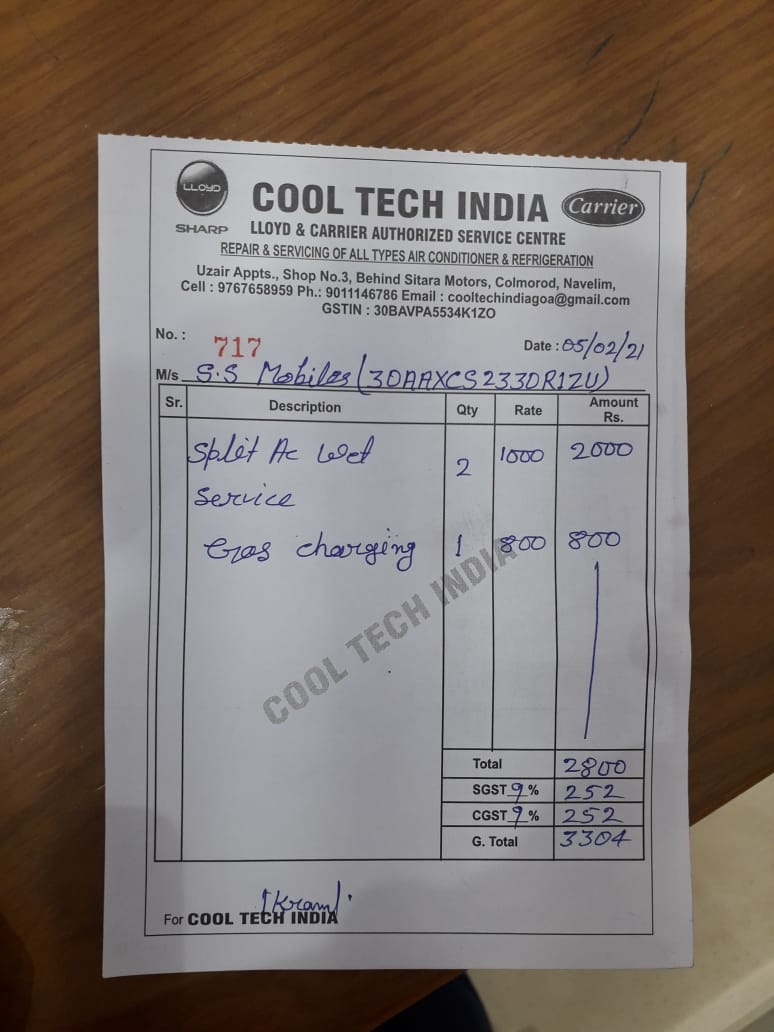 LLOYD
SHARP
COOL TECH INDIA
Carrier
LLOYD & CARRIER AUTHORIZED SERVICE CENTRE
REPAIR & SERVICING OF ALL TYPES AIR CONDITIONER & REFRIGERATION
Uzair Appts., Shop No.3, Behind Sitara Motors, Colmorod, Navelim,
Cell : 9767658959 Ph.: 9011146786 Email : cooltechindiagoa@gmail.com
GSTIN : 30BAVPA5534K1ZO
No. : 717 Date : 05/02/21
M/s S.S Mobiles (30AAXCS2330R1ZU)
Sr. Description Qty Rate Amount Rs.
Split Ac Wet 2 1000 2000
Service
Gas charging 1 800 800
COOL TECH INDIA
Total 2800
SGST 9 % 252
CGST 9 % 252
G. Total 3304
Ikram
For COOL TECH INDIA